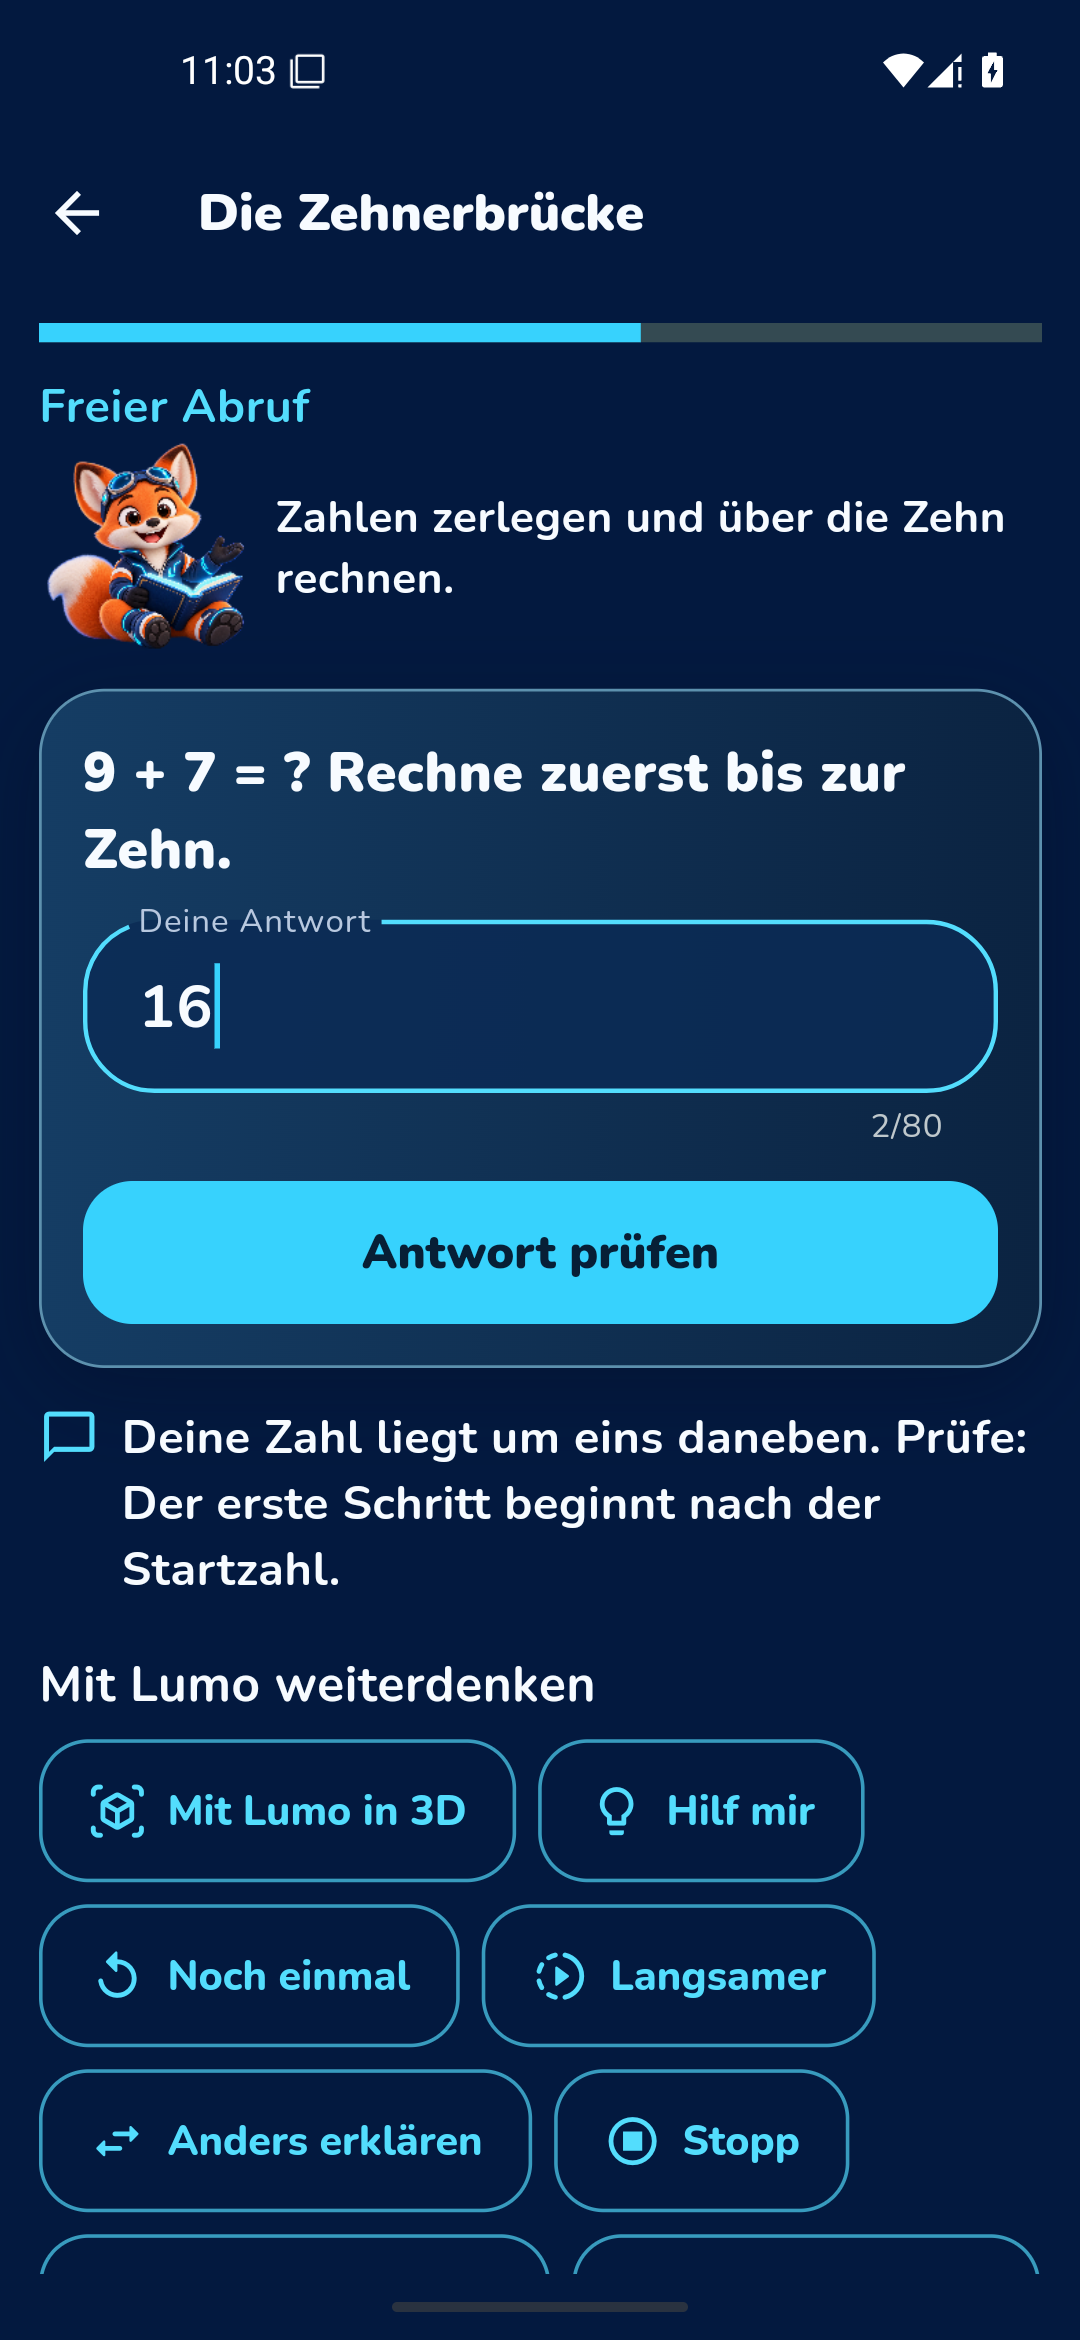 11:03
Die Zehnerbrücke
Freier Abruf
Zahlen zerlegen und über die Zehn
rechnen.
9 + 7 = ? Rechne zuerst bis zur
Zehn.
Deine Antwort
16
2/80
Antwort prüfen
Deine Zahl liegt um eins daneben. Prüfe:
Der erste Schritt beginnt nach der
Startzahl.
Mit Lumo weiterdenken
Mit Lumo in 3D
Hilf mir
Noch einmal
Langsamer
Anders erklären
Stopp